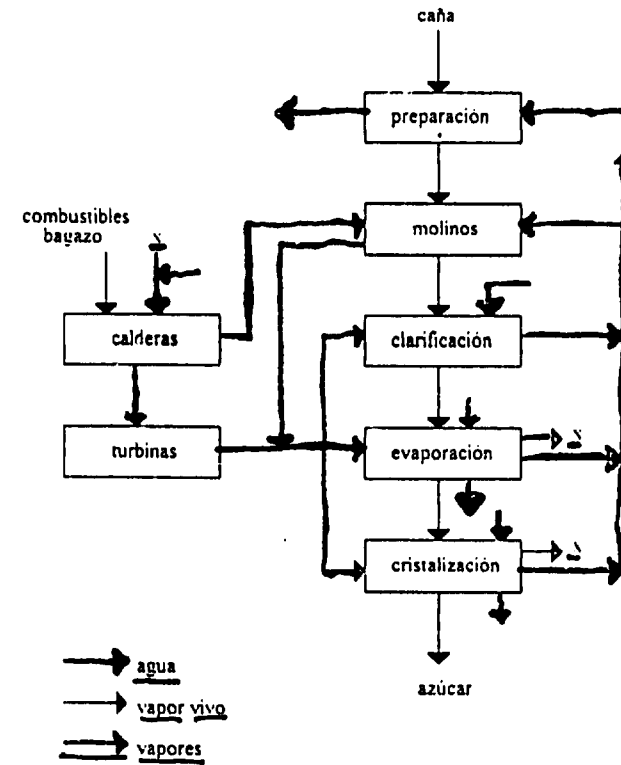 caña
preparación
combustibles
bagazo
molinos
calderas
clarificación
turbinas
evaporación
cristalización
azúcar
agua
vapor vivo
vapores